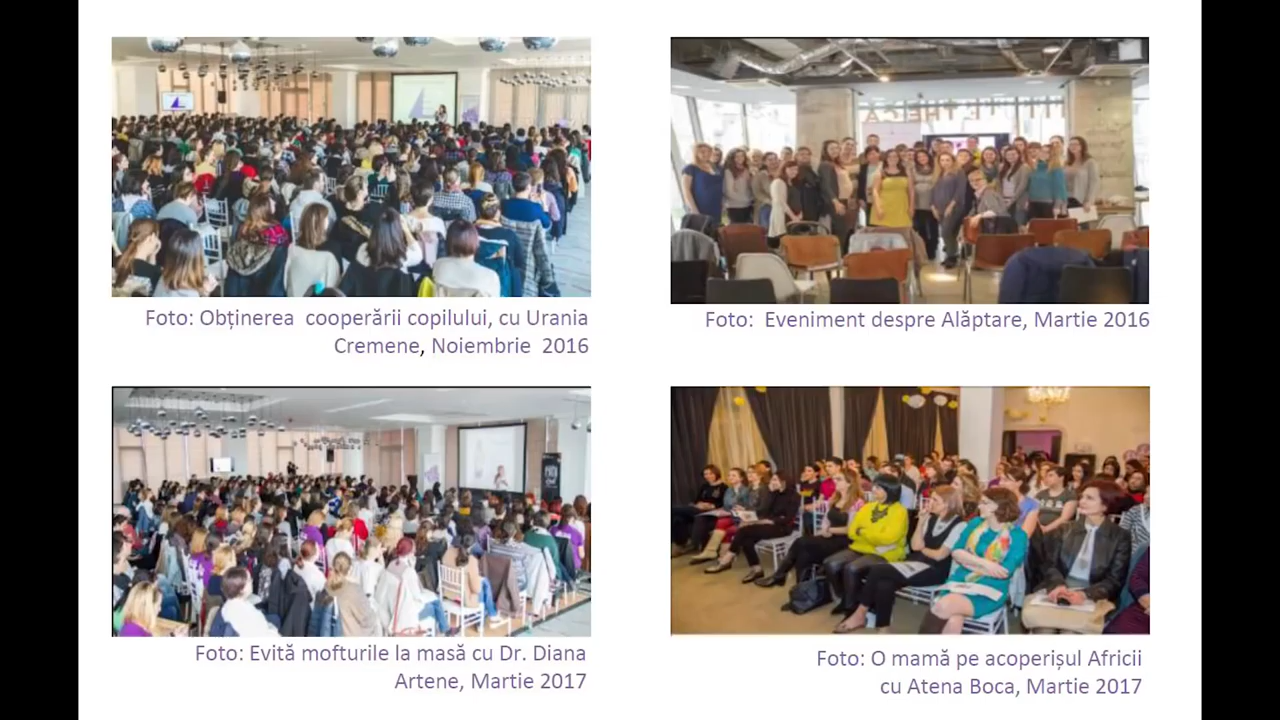 Foto: Obținerea  cooperării copilului, cu Urania
Cremene, Noiembrie  2016
Foto:  Eveniment despre Alăptare, Martie 2016
Foto: Evită mofturile la masă cu Dr. Diana
Artene, Martie 2017
Foto: O mamă pe acoperișul Africii
cu Atena Boca, Martie 2017